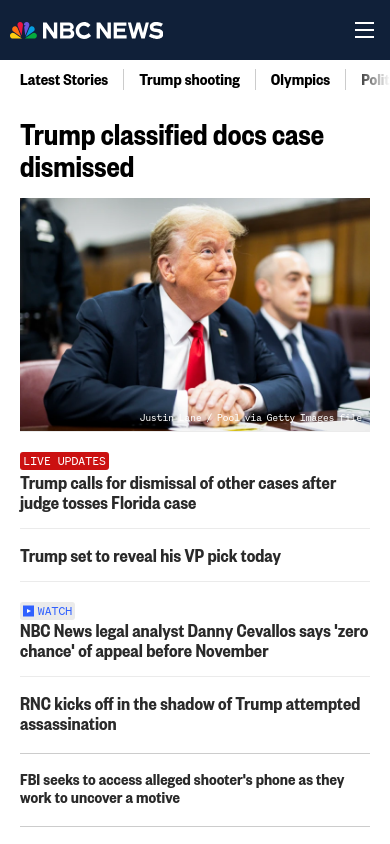 NBC NEWS
Latest Stories
Trump shooting
Olympics
Polit
Trump classified docs case
dismissed
Justin Lane / Pool via Getty Images file
LIVE UPDATES
Trump calls for dismissal of other cases after
judge tosses Florida case
Trump set to reveal his VP pick today
WATCH
NBC News legal analyst Danny Cevallos says 'zero
chance' of appeal before November
RNC kicks off in the shadow of Trump attempted
assassination
FBI seeks to access alleged shooter's phone as they
work to uncover a motive